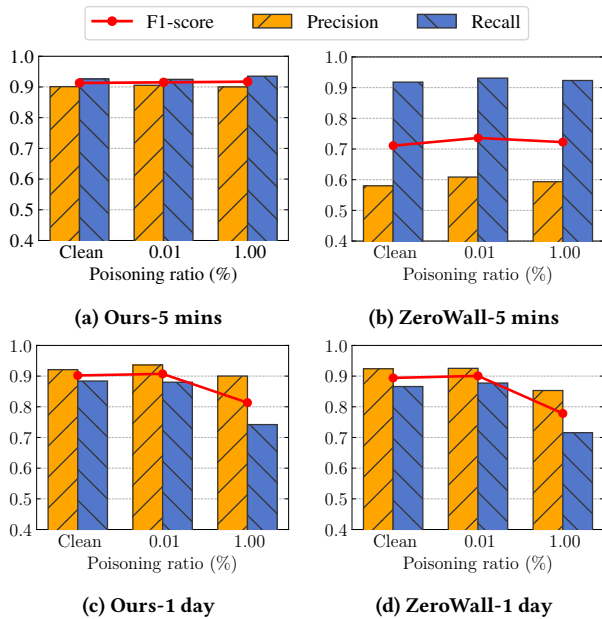 F1-score Precision Recall
1.0 1.0
0.9 0.9
0.8 0.8
0.7 0.7
0.6 0.6
0.5 0.5
0.4 0.4
Clean 0.01 1.00 Clean 0.01 1.00
Poisoning ratio (%) Poisoning ratio (%)
(a) Ours-5 mins (b) ZeroWall-5 mins
1.0 1.0
0.9 0.9
0.8 0.8
0.7 0.7
0.6 0.6
0.5 0.5
0.4 0.4
Clean 0.01 1.00 Clean 0.01 1.00
Poisoning ratio (%) Poisoning ratio (%)
(c) Ours-1 day (d) ZeroWall-1 day